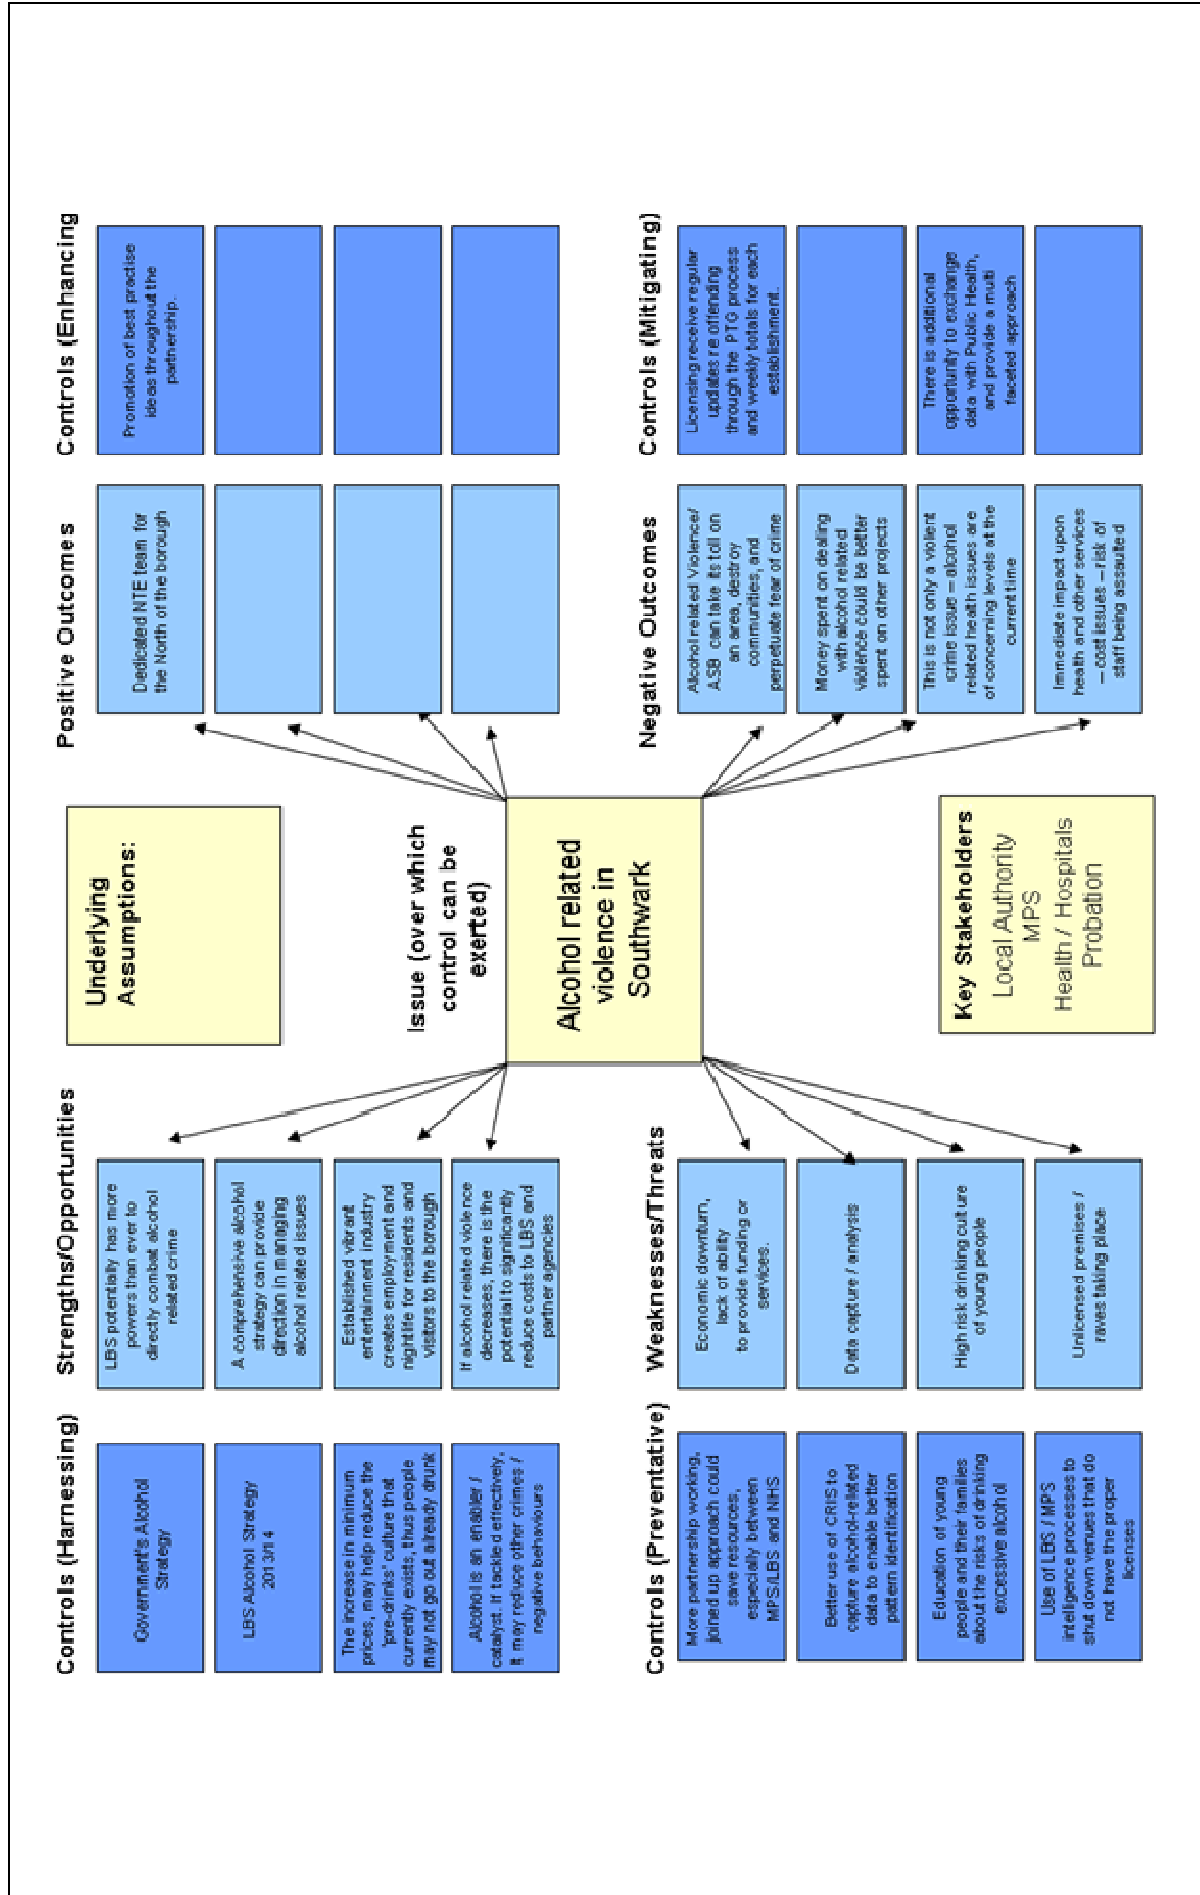 Controls (Harnessing)
Government's Alcohol
Strategy
LBS Alcohol Strategy
2013/14
The increase in minimum
prices, may help reduce the
'pre-drinks' culture that
currently exists, thus people
may not go out already drunk
Alcohol is an enabler /
catalyst. If tackled effectively,
it may reduce other crimes /
negative behaviours
Strengths/Opportunities
LBS potentially has more
powers than ever to
directly combat alcohol
related crime
A comprehensive alcohol
strategy can provide
direction in managing
alcohol related issues
Established vibrant
entertainment industry
creates employment and
nightlife for residents and
visitors to the borough
If alcohol related violence
decreases, there is the
potential to significantly
reduce costs to LBS and
partner agencies
Underlying
Assumptions:
Issue (over which
control can be
exerted)
Alcohol related
violence in
Southwark
Key Stakeholders
Local Authority
MPS
Health / Hospitals
Probation
Positive Outcomes
Dedicated NTE team for
the North of the borough
Controls (Enhancing)
Promotion of best practise
ideas throughout the
partnership.
Controls (Preventative)
More partnership working,
joined up approach could
save resources,
especially between
MPS/LBS and NHS
Better use of CRIS to
capture alcohol-related
data to enable better
pattern identification
Education of young
people and their families
about the risks of drinking
excessive alcohol
Use of LBS / MPS
intelligence processes to
shut down venues that do
not have the proper
licenses
Weaknesses/Threats
Economic downturn,
lack of ability
to provide funding or
services.
Data capture / analysis
High risk drinking culture
of young people
Unlicensed premises /
raves taking place
Negative Outcomes
Alcohol related Violence/
ASB can take its toll on
an area, destroy
communities, and
perpetuate fear of crime
Money spent on dealing
with alcohol related
violence could be better
spent on other projects
This is not only a violent
crime issue – alcohol
related health issues are
of concerning levels at the
current time
Immediate impact upon
health and other services
– cost issues – risk of
staff being assaulted
Controls (Mitigating)
Licensing receive regular
updates re offending
through the PTG process
and weekly totals for each
establishment.
There is additional
opportunity to exchange
data with Public Health,
and provide a multi
faceted approach